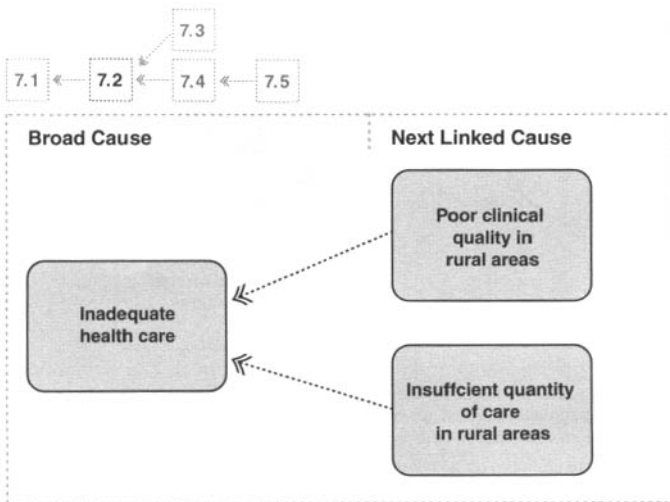 7.3
7.1
7.2
7.4
7.5
Broad Cause
Next Linked Cause
Poor clinical
quality in
rural areas
Inadequate
health care
Insuffcient quantity
of care
in rural areas